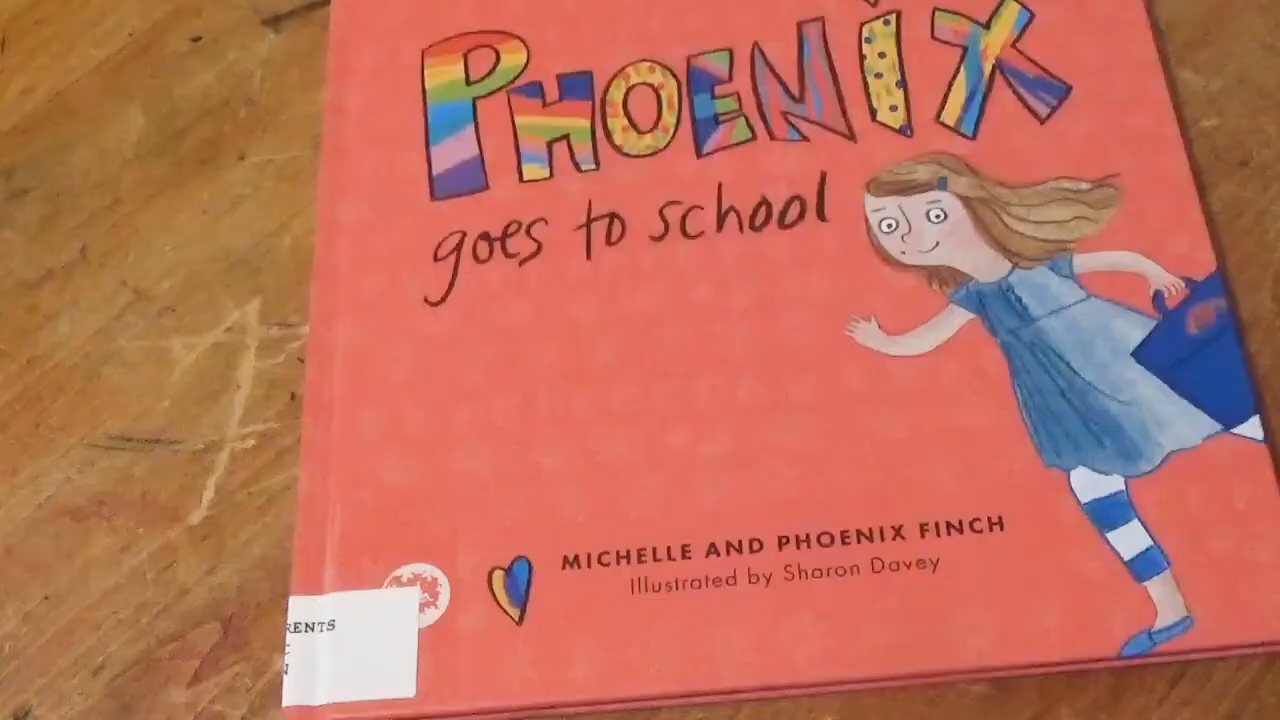 PHOENIX
goes to school
MICHELLE AND PHOENIX FINCH
Illustrated by Sharon Davey
RENTS
C
N